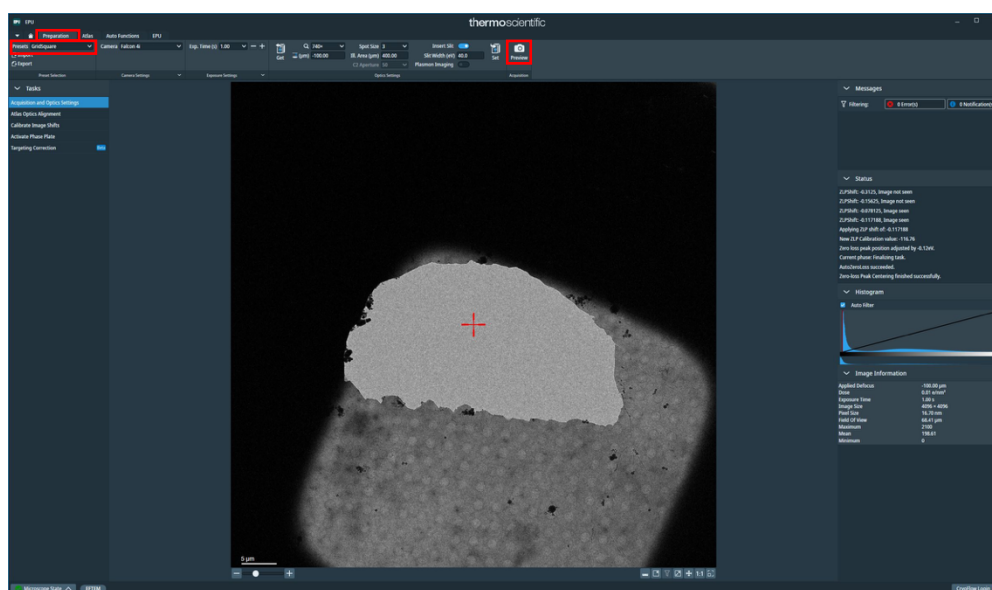 EPU
thermoscientific
Preparation Atlas Auto Functions EPU
Presets GridSquare Camera Falcon 4i Exp. Time (s) 1.00 740× Spot Size 3 Insert Slit
Get (µm) -100.00 Ill. Area (µm) 400.00 Slit Width (eV) 40.0 Set Preview
Export C2 Aperture 50 Plasmon Imaging
Preset Selection Camera Settings Exposure Settings Optics Settings Acquisition
Tasks
Acquisition and Optics Settings
Atlas Optics Alignment
Calibrate Image Shifts
Activate Phase Plate
Targeting Correction Beta
5 µm
1:1
Messages
Filtering: 0 Error(s) 0 Notification(s)
Status
ZLPShift: -0.3125, Image not seen
ZLPShift: -0.15625, Image not seen
ZLPShift: -0.078125, Image seen
ZLPShift: -0.117188, Image seen
Applying ZLP shift of: -0.117188
New ZLP Calibration value: -116.76
Zero loss peak position adjusted by -0.12eV.
Current phase: Finalising task.
AutoZeroLoss succeeded.
Zero-loss Peak Centering finished successfully.
Histogram
Auto Filter
Image Information
Applied Defocus -100.00 µm
Dose 0.01 e/nm²
Exposure Time 1.00 s
Image Size 4096 × 4096
Pixel Size 16.70 nm
Field Of View 68.41 µm
Maximum 2100
Mean 198.61
Minimum 0
Microscope State EFTEM